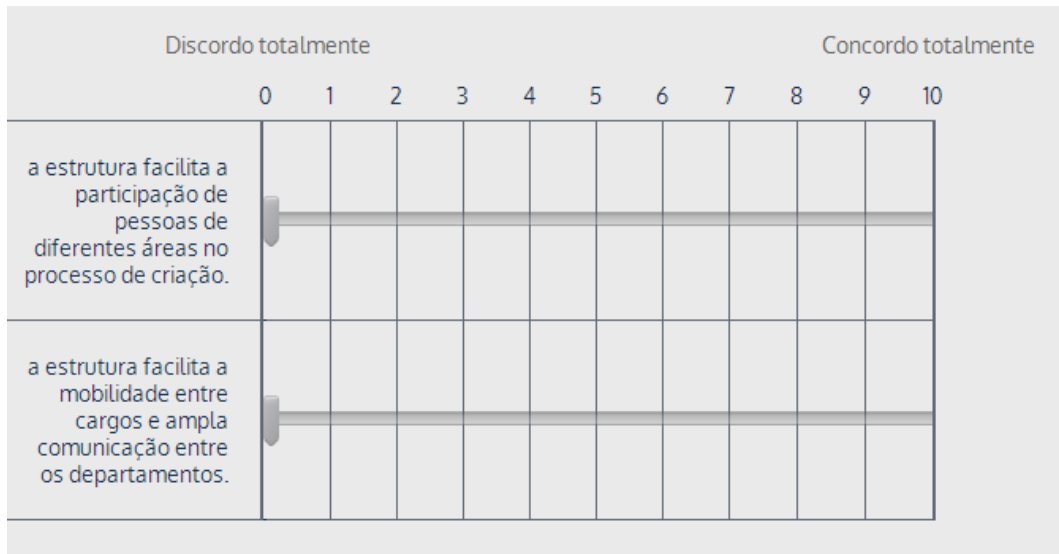 Discordo totalmente Concordo totalmente
0 1 2 3 4 5 6 7 8 9 10
a estrutura facilita a
participação de
pessoas de
diferentes áreas no
processo de criação.
a estrutura facilita a
mobilidade entre
cargos e ampla
comunicação entre
os departamentos.